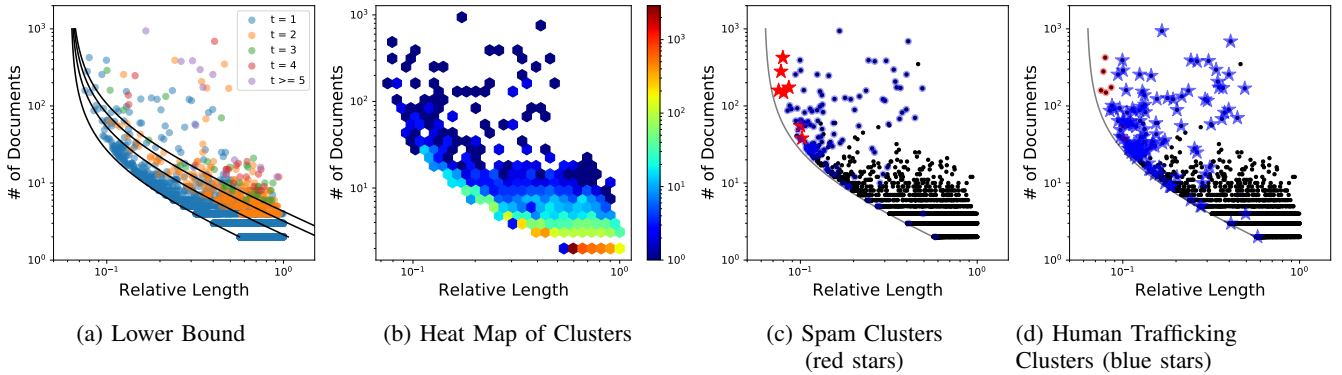 10³
10²
10¹
10⁰
10⁻¹
10⁰
# of Documents
Relative Length
t = 1
t = 2
t = 3
t = 4
t >= 5
(a) Lower Bound
10³
10²
10¹
10⁻¹
10⁰
# of Documents
Relative Length
10³
10²
10¹
10⁰
(b) Heat Map of Clusters
10³
10²
10¹
10⁰
10⁻¹
10⁰
# of Documents
Relative Length
(c) Spam Clusters
(red stars)
10³
10²
10¹
10⁰
10⁻¹
10⁰
# of Documents
Relative Length
(d) Human Trafficking
Clusters (blue stars)